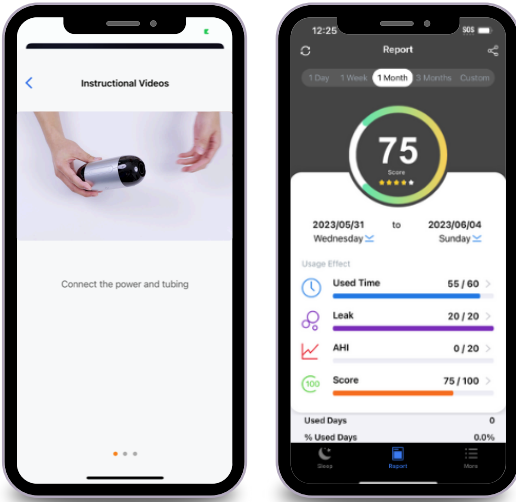 Instructional Videos
Connect the power and tubing
12:25
SOS
Report
1 Day 1 Week 1 Month 3 Months Custom
75
Score
2023/05/31 to 2023/06/04
Wednesday Sunday
Usage Effect
Used Time 55 / 60
Leak 20 / 20
AHI 0 / 20
100 Score 75 / 100
Used Days 0
% Used Days 0.0%
Sleep Report More